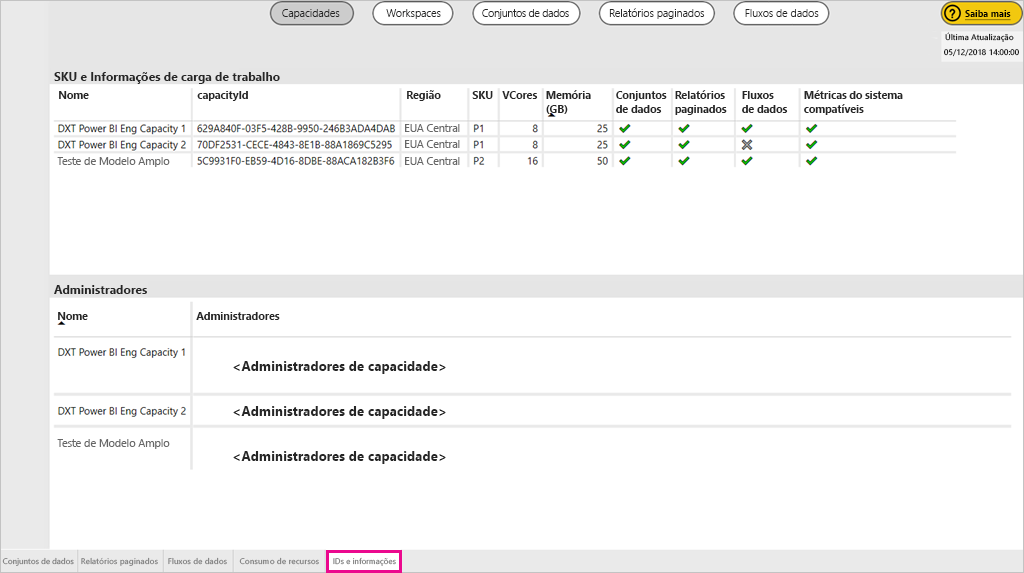 Capacidades Workspaces Conjuntos de dados Relatórios paginados Fluxos de dados Saiba mais
Última Atualização
05/12/2018 14:00:00
SKU e Informações de carga de trabalho
Nome capacityId Região SKU VCores Memória (GB) Conjuntos de dados Relatórios paginados Fluxos de dados Métricas do sistema compatíveis
DXT Power BI Eng Capacity 1 629A840F-03F5-428B-9950-246B3ADA4DAB EUA Central P1 8 25
DXT Power BI Eng Capacity 2 70DF2531-CECE-4843-8E1B-88A1869C5295 EUA Central P1 8 25
Teste de Modelo Amplo 5C9931F0-EB59-4D16-8DBE-88ACA182B3F6 EUA Central P2 16 50
Administradores
Nome Administradores
DXT Power BI Eng Capacity 1 <Administradores de capacidade>
DXT Power BI Eng Capacity 2 <Administradores de capacidade>
Teste de Modelo Amplo <Administradores de capacidade>
Conjuntos de dados Relatórios paginados Fluxos de dados Consumo de recursos IDs e informações